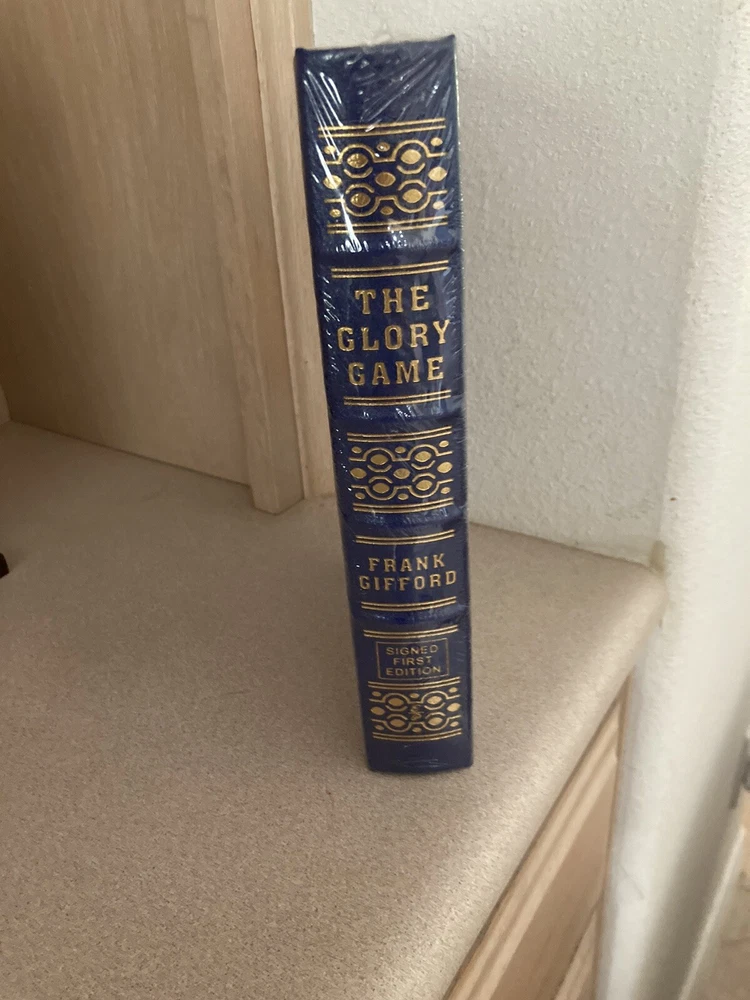 THE
GLORY
GAME
FRANK
GIFFORD
SIGNED
FIRST
EDITION